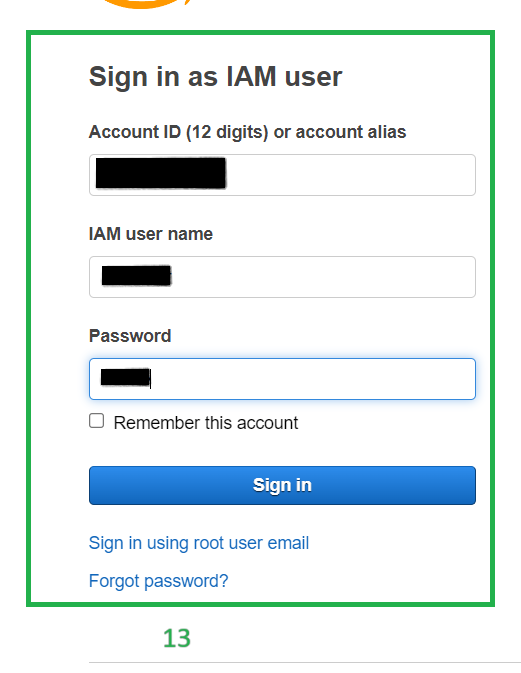 Sign in as IAM user
Account ID (12 digits) or account alias
IAM user name
Password
Remember this account
Sign in
Sign in using root user email
Forgot password?
13